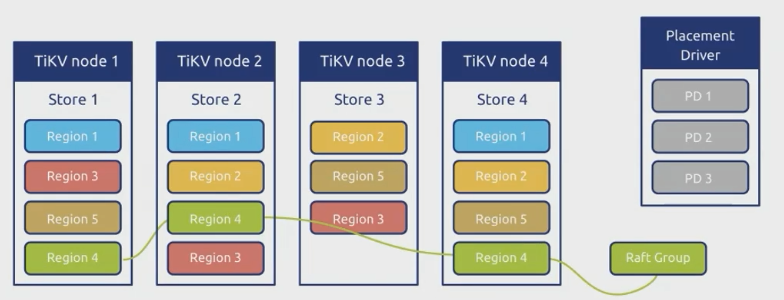 TiKV node 1
Store 1
Region 1
Region 3
Region 5
Region 4
TiKV node 2
Store 2
Region 1
Region 2
Region 4
Region 3
TiKV node 3
Store 3
Region 2
Region 5
Region 3
TiKV node 4
Store 4
Region 1
Region 2
Region 5
Region 4
Placement
Driver
PD 1
PD 2
PD 3
Raft Group